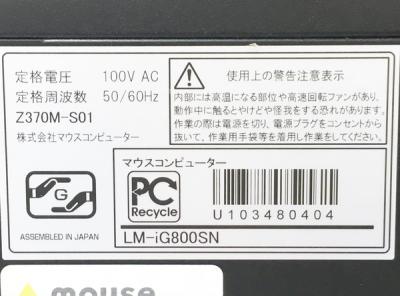 定格電圧 100V AC
定格周波数 50/60Hz
Z370M-S01
株式会社マウスコンピューター
使用上の警告注意表示
内部には高温になる部位や高速回転ファンがあり、
動作中に触るとやけどや怪我をする恐れがあります。
作業の際は電源を切り、電源プラグをコンセントから
抜いて、作業用手袋等を着用し作業をしてください。
G
ASSEMBLED IN JAPAN
マウスコンピューター
PC
Recycle
U103480404
LM-iG800SN
mouse